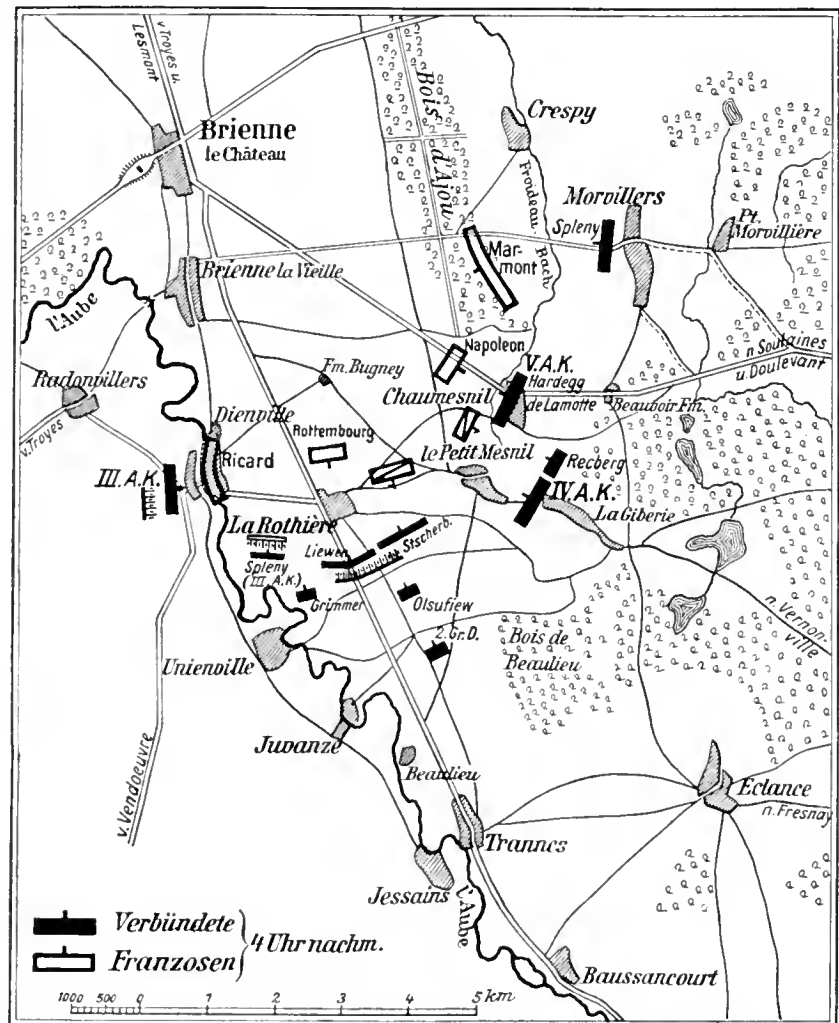 v. Troyes u.
Lesmont
Brienne
le Château
Bois d'Ajou
Crespy
Froideau-Bach
Morvillers
Spleny
Pt. Morvillière
Mar-
mont
Brienne la Vieille
l'Aube
Napoleon
V.A.K.
Hardegg
de Lamotte
n Soulaines
u. Doulevant
Radonvillers
Fm. Bugney
Chaumesnil
Beauvoir Fm.
v. Troyes
Dienville
Rottembourg
le Petit Mesnil
Recberg
III. A.K.
Ricard
IV. A.K.
La Giberie
La Rothière
Liewen
Stscherb.
Spleny
(III. A.K.)
Grimmer
Olsufiew
n. Vernon-
ville
2. Gr. D.
Bois de
Beaulieu
Unienville
Juvanzé
v. Vendoeuvre
Beaulieu
Eclance
n. Fresnay
Trannes
Jessains
l'Aube
Verbündete
4 Uhr nachm.
Franzosen
Baussancourt
1000 500 0 1 2 3 4 5 km